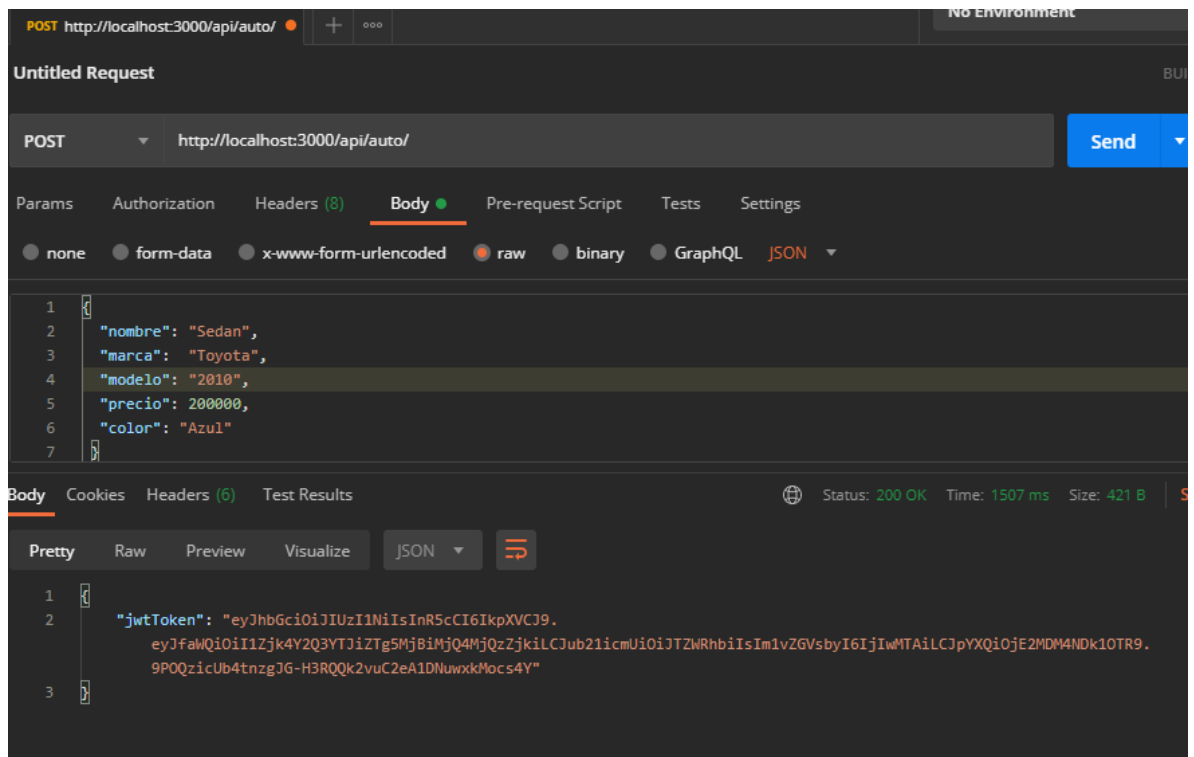 POST http://localhost:3000/api/auto/
No Environment
Untitled Request
BUI
POST http://localhost:3000/api/auto/ Send
Params Authorization Headers (8) Body Pre-request Script Tests Settings
none form-data x-www-form-urlencoded raw binary GraphQL JSON
1 {
2 "nombre": "Sedan",
3 "marca": "Toyota",
4 "modelo": "2010",
5 "precio": 200000,
6 "color": "Azul"
7 }
Body Cookies Headers (6) Test Results Status: 200 OK Time: 1507 ms Size: 421 B S
Pretty Raw Preview Visualize JSON
1 {
2 "jwtToken": "eyJhbGciOiJIUzI1NiIsInR5cCI6IkpXVCJ9.
eyJfaWQiOiI1Zjk4Y2Q3YTJiZTg5MjBiMjQ4MjQzZjkiLCJub21icmUiOiJTZWRhbiIsIm1vZGVsbyI6IjIwMTAiLCJpYXQiOjE2MDM4NDk1OTR9.
9POQzicUb4tnzgJG-H3RQQk2vuC2eA1DNuwxkMocs4Y"
3 }